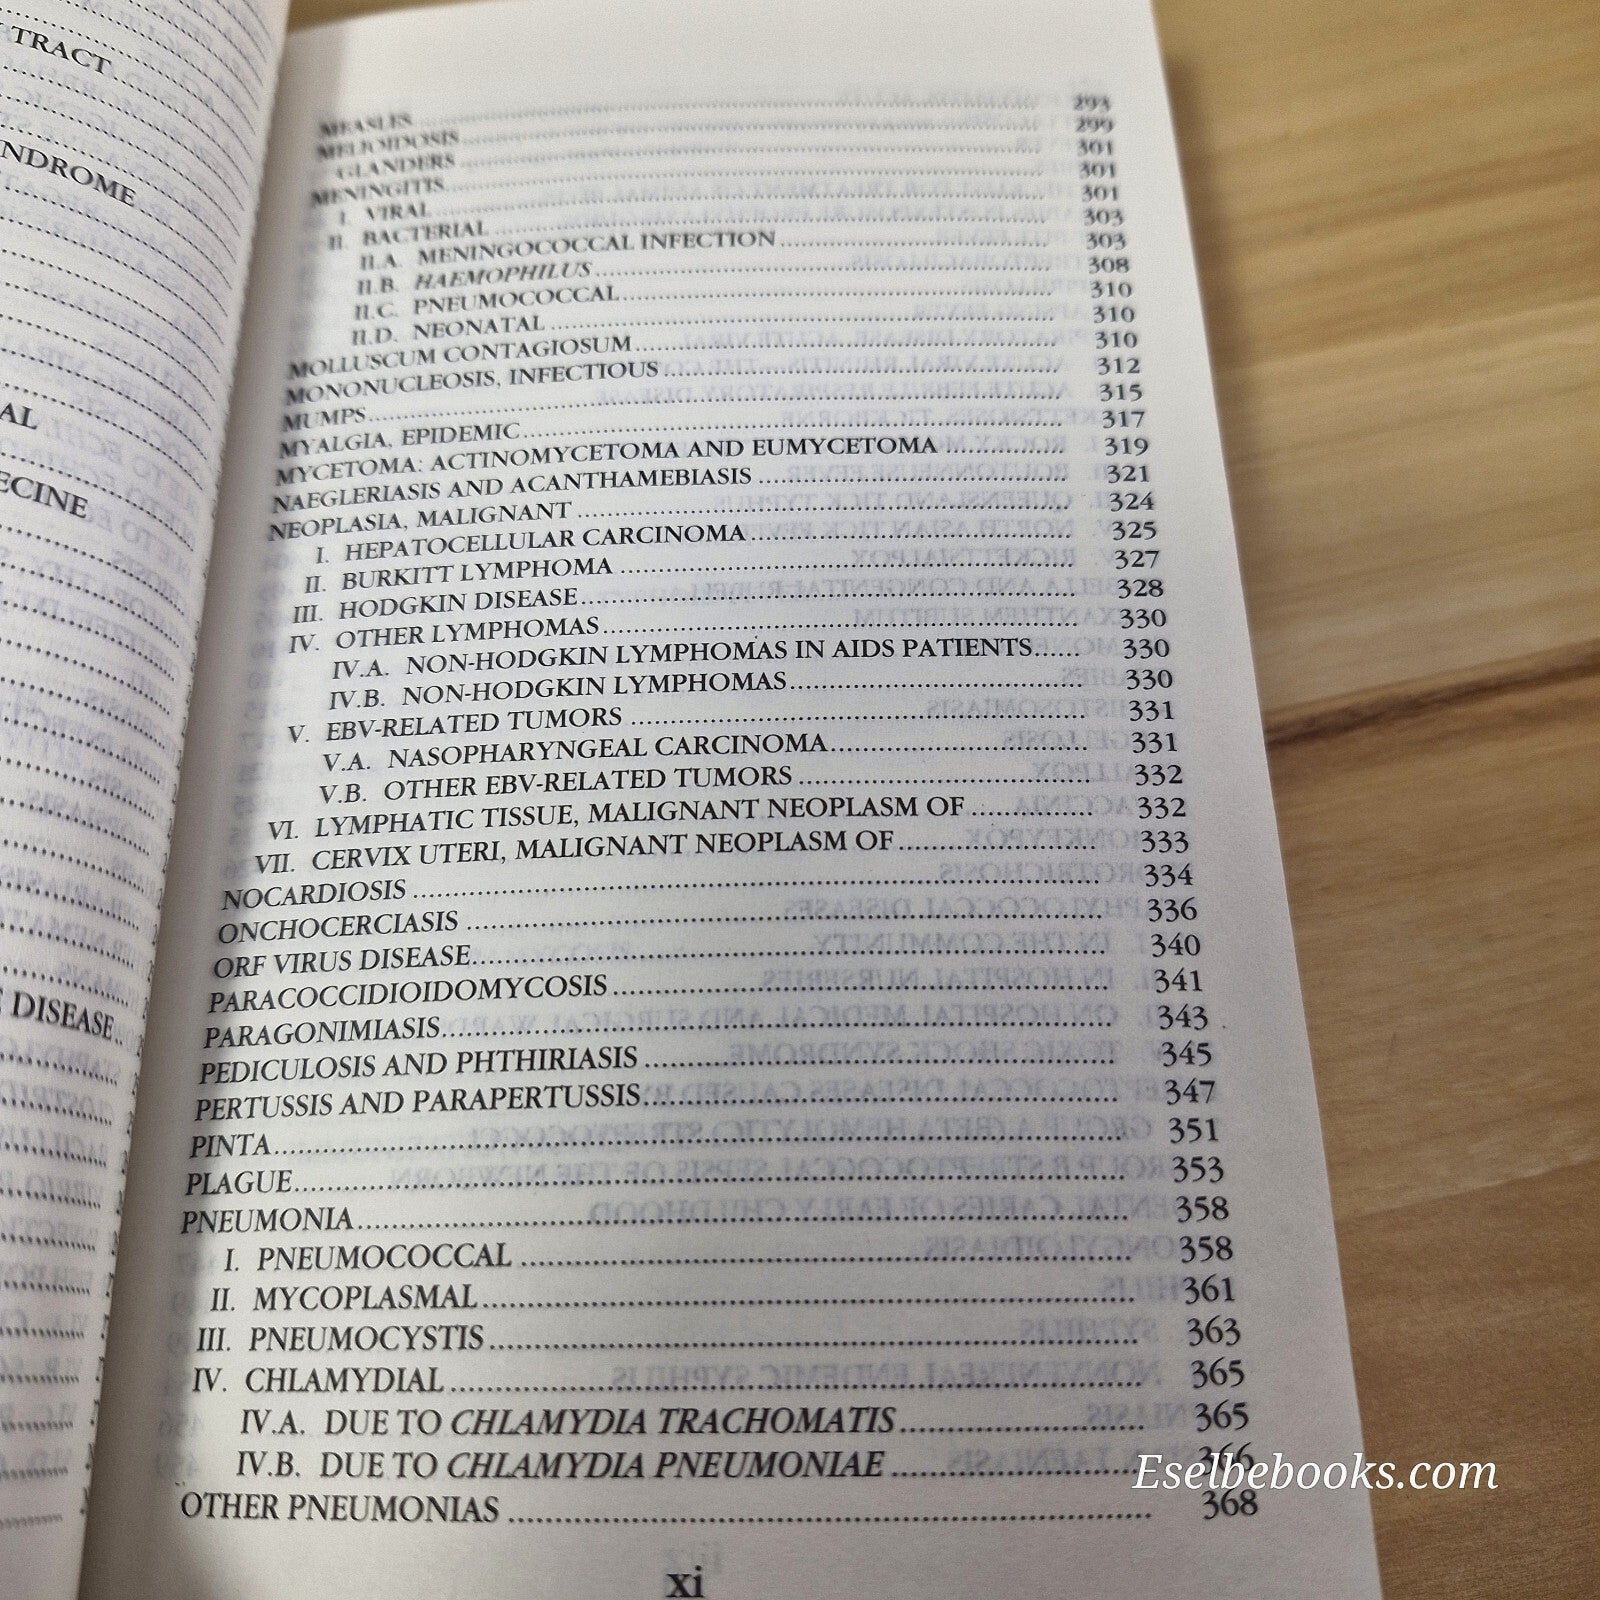 TRACT
NDROME
AL
ECINE
DISEASE
MEASLES 293
MELIOIDOSIS 299
GLANDERS 301
MENINGITIS 301
I. VIRAL 301
II. BACTERIAL 303
II.A. MENINGOCOCCAL INFECTION 303
II.B. HAEMOPHILUS 308
II.C. PNEUMOCOCCAL 310
II.D. NEONATAL 310
MOLLUSCUM CONTAGIOSUM 310
MONONUCLEOSIS, INFECTIOUS 312
MUMPS 315
MYALGIA, EPIDEMIC 317
MYCETOMA: ACTINOMYCETOMA AND EUMYCETOMA 319
NAEGLERIASIS AND ACANTHAMEBIASIS 321
NEOPLASIA, MALIGNANT 324
I. HEPATOCELLULAR CARCINOMA 325
II. BURKITT LYMPHOMA 327
III. HODGKIN DISEASE 328
IV. OTHER LYMPHOMAS 330
IV.A. NON-HODGKIN LYMPHOMAS IN AIDS PATIENTS 330
IV.B. NON-HODGKIN LYMPHOMAS 330
V. EBV-RELATED TUMORS 331
V.A. NASOPHARYNGEAL CARCINOMA 331
V.B. OTHER EBV-RELATED TUMORS 332
VI. LYMPHATIC TISSUE, MALIGNANT NEOPLASM OF 332
VII. CERVIX UTERI, MALIGNANT NEOPLASM OF 333
NOCARDIOSIS 334
ONCHOCERCIASIS 336
ORF VIRUS DISEASE 340
PARACOCCIDIOIDOMYCOSIS 341
PARAGONIMIASIS 343
PEDICULOSIS AND PHTHIRIASIS 345
PERTUSSIS AND PARAPERTUSSIS 347
PINTA 351
PLAGUE 353
PNEUMONIA 358
I. PNEUMOCOCCAL 358
II. MYCOPLASMAL 361
III. PNEUMOCYSTIS 363
IV. CHLAMYDIAL 365
IV.A. DUE TO CHLAMYDIA TRACHOMATIS 365
IV.B. DUE TO CHLAMYDIA PNEUMONIAE 366
OTHER PNEUMONIAS 368
xi
Eselbebooks.com